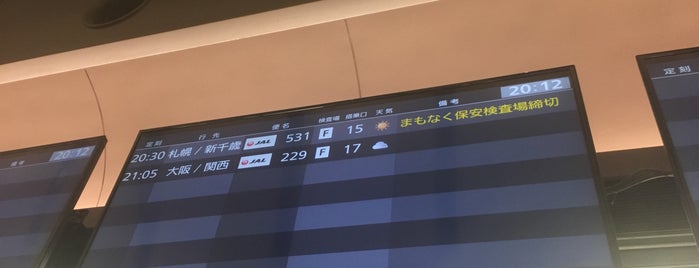 備考
20:12
20:12
定刻 行先 便名 検査場 搭乗口 天気 備考
20:30 札幌/新千歳 JAL 531 F 15 まもなく保安検査場締切
21:05 大阪/関西 JAL 229 F 17
定刻